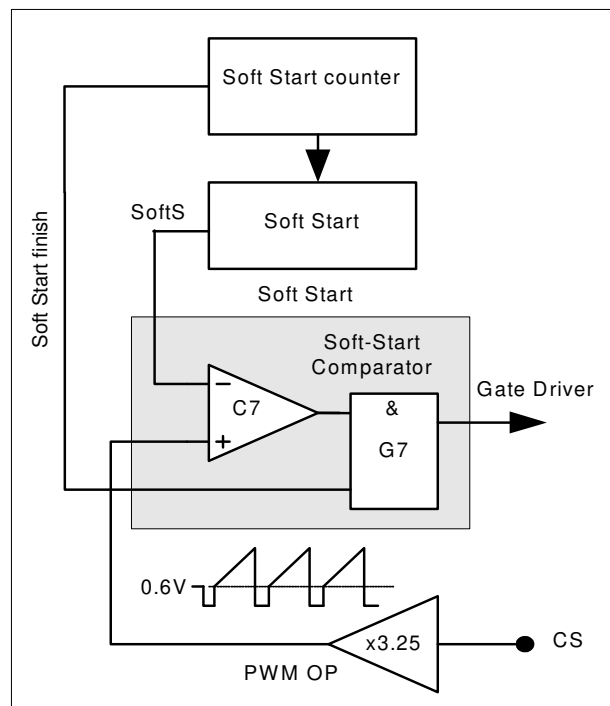 Soft Start counter
SoftS
Soft Start
Soft Start finish
Soft Start
Soft-Start
Comparator
−
C7
+
&
G7
Gate Driver
0.6V
x3.25
CS
PWM OP